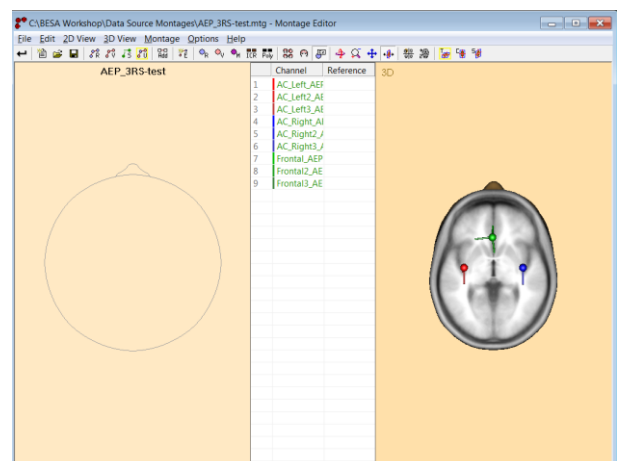 C:\BESA Workshop\Data Source Montages\AEP_3RS-test.mtg - Montage Editor
File Edit 2D View 3D View Montage Options Help
AEP_3RS-test
Channel Reference
3D
1 AC_Left_AEF
2 AC_Left2_AE
3 AC_Left3_AE
4 AC_Right_AI
5 AC_Right2_A
6 AC_Right3_A
7 Frontal_AEP
8 Frontal2_AE
9 Frontal3_AE